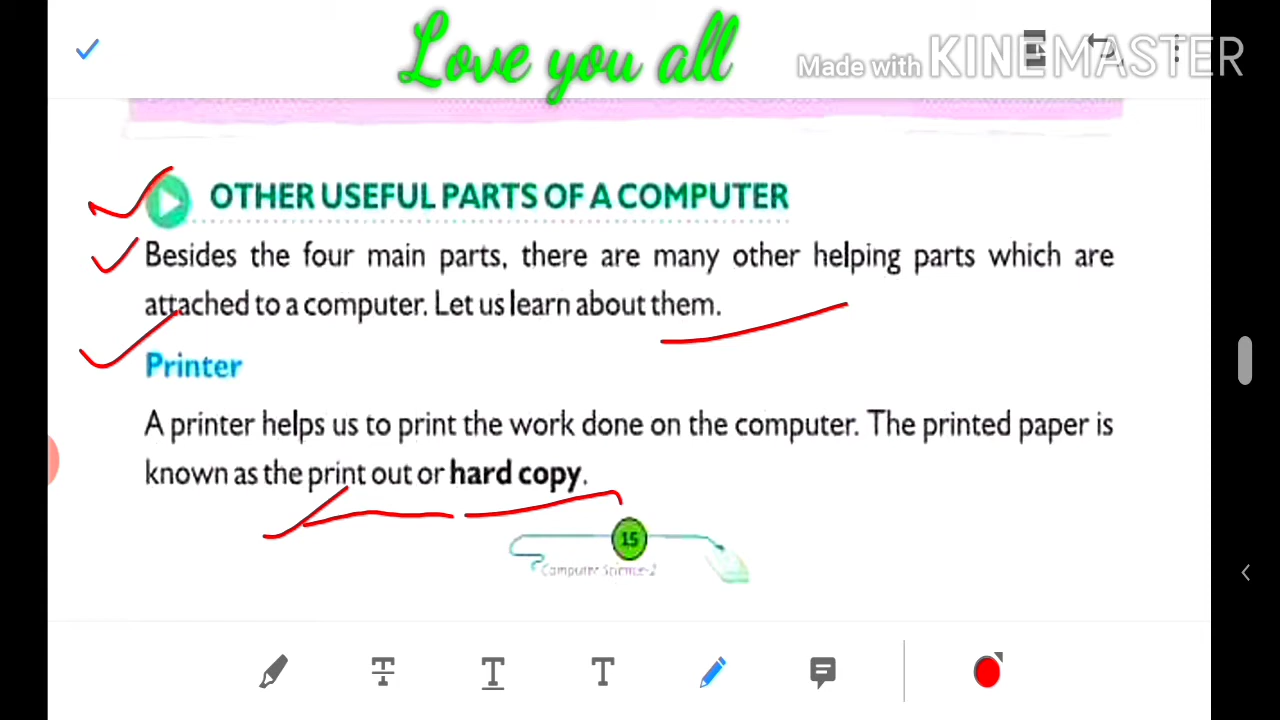 Love you all
Made with KINEMASTER
OTHER USEFUL PARTS OF A COMPUTER
Besides the four main parts, there are many other helping parts which are
attached to a computer. Let us learn about them.
Printer
A printer helps us to print the work done on the computer. The printed paper is
known as the print out or hard copy.
15
Computer Science-2
T
T
T